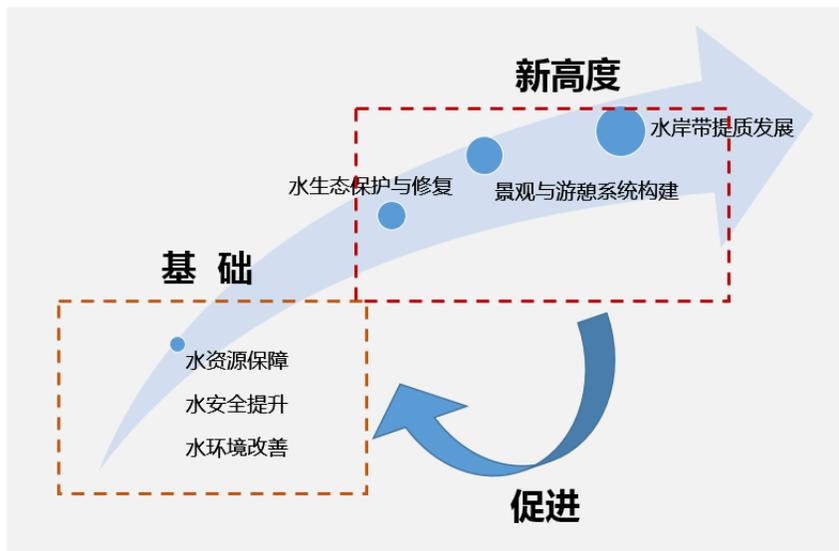 新高度
水岸带提质发展
水生态保护与修复
景观与游憩系统构建
基 础
水资源保障
水安全提升
水环境改善
促进